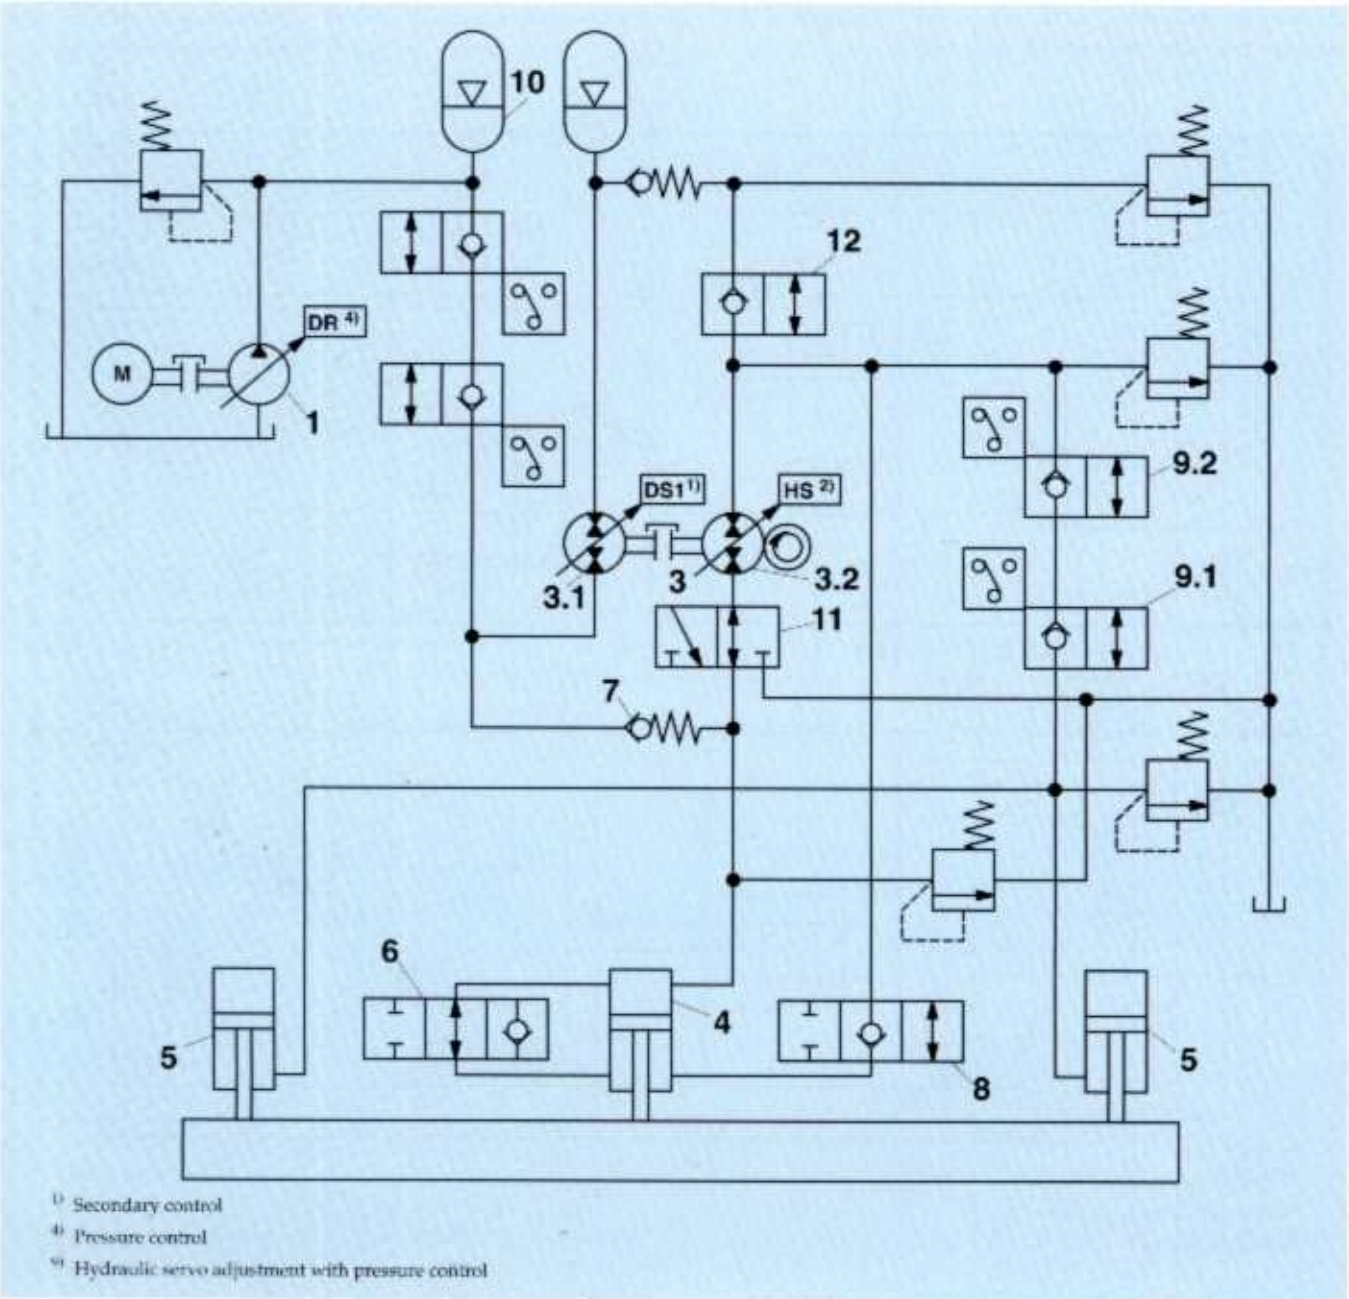 10
12
DR 4)
M
1
9.2
DS1 1)
HS 2)
3.1
3
3.2
9.1
11
7
6
4
5
8
5
1) Secondary control
4) Pressure control
Hydraulic servo adjustment with pressure control